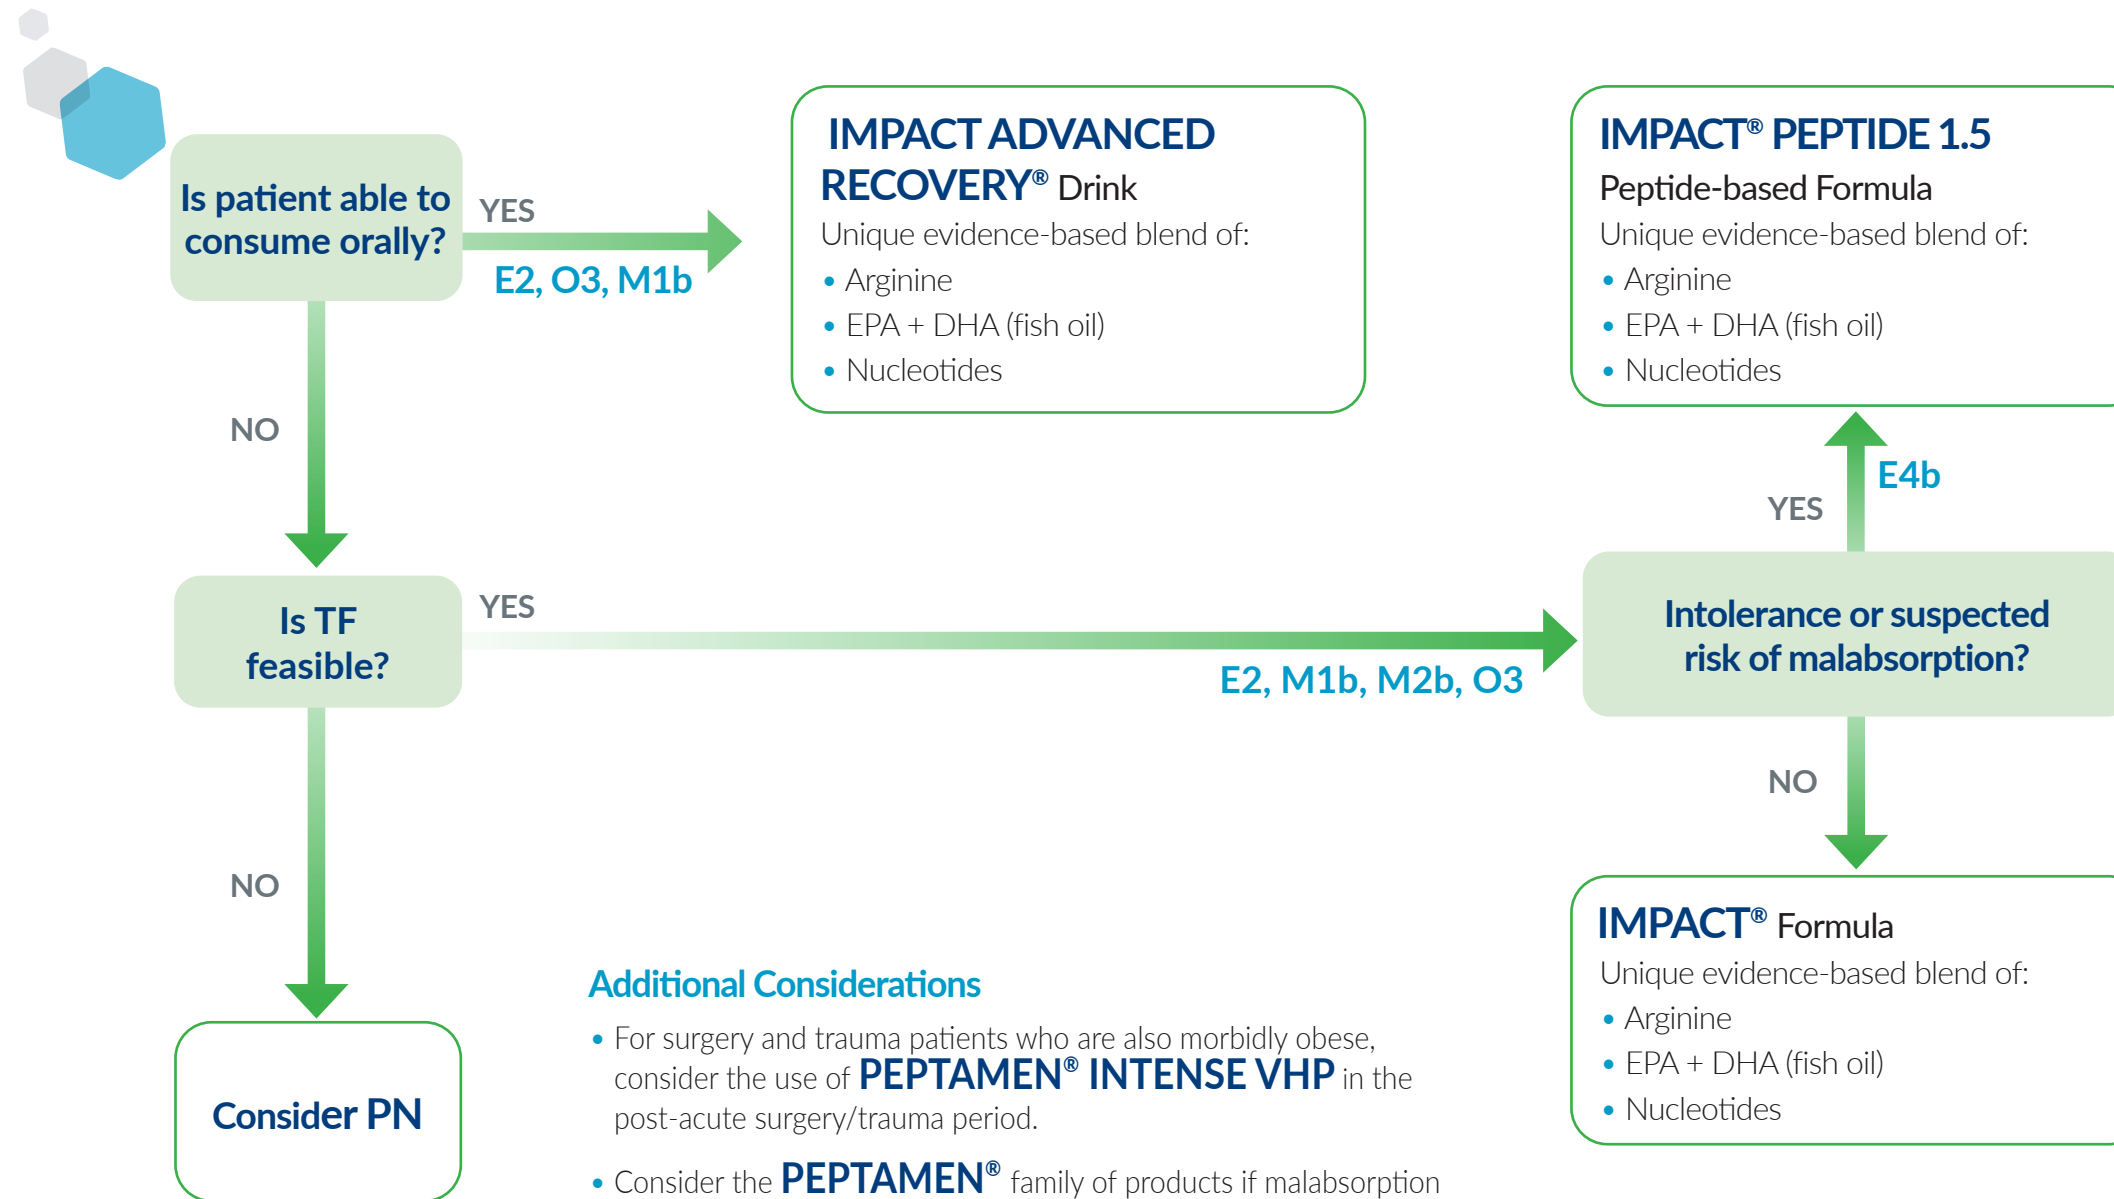 Is patient able to
consume orally?
YES
E2, O3, M1b
IMPACT ADVANCED
RECOVERY® Drink
Unique evidence-based blend of:
• Arginine
• EPA + DHA (fish oil)
• Nucleotides
IMPACT® PEPTIDE 1.5
Peptide-based Formula
Unique evidence-based blend of:
• Arginine
• EPA + DHA (fish oil)
• Nucleotides
NO
E4b
YES
Is TF
feasible?
YES
E2, M1b, M2b, O3
Intolerance or suspected
risk of malabsorption?
NO
NO
IMPACT® Formula
Unique evidence-based blend of:
• Arginine
• EPA + DHA (fish oil)
• Nucleotides
Consider PN
Additional Considerations
• For surgery and trauma patients who are also morbidly obese,
consider the use of PEPTAMEN® INTENSE VHP in the
post-acute surgery/trauma period.
• Consider the PEPTAMEN® family of products if malabsorption